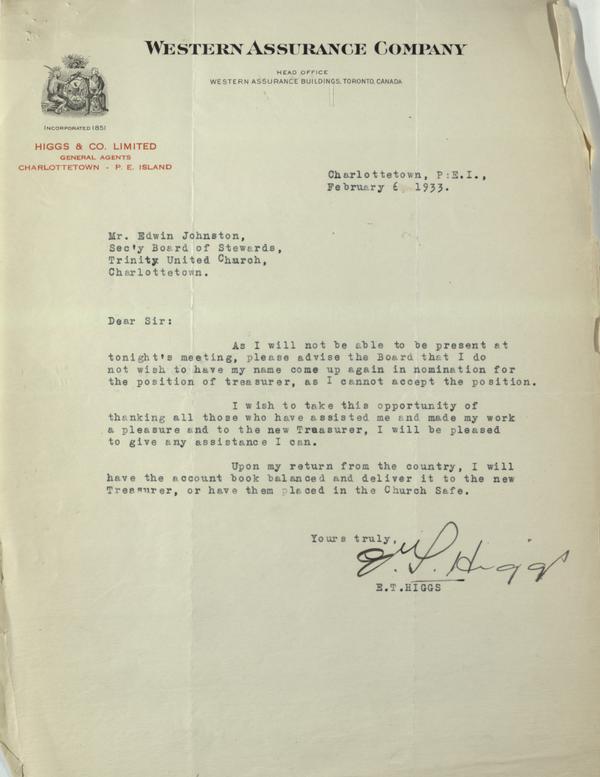 WESTERN ASSURANCE COMPANY
HEAD OFFICE
WESTERN ASSURANCE BUILDINGS, TORONTO, CANADA
INCORPORATED 1851
HIGGS & CO. LIMITED
GENERAL AGENTS
CHARLOTTETOWN - P. E. ISLAND
Charlottetown, P.E.I.,
February 6 1933.
Mr. Edwin Johnston,
Sec'y Board of Stewards,
Trinity United Church,
Charlottetown.
Dear Sir:
As I will not be able to be present at
tonight's meeting, please advise the Board that I do
not wish to have my name come up again in nomination for
the position of treasurer, as I cannot accept the position.
I wish to take this opportunity of
thanking all those who have assisted me and made my work
a pleasure and to the new Treasurer, I will be pleased
to give any assistance I can.
Upon my return from the country, I will
have the account book balanced and deliver it to the new
Treasurer, or have them placed in the Church Safe.
Yours truly,
E. T. Higgs
E.T.HIGGS